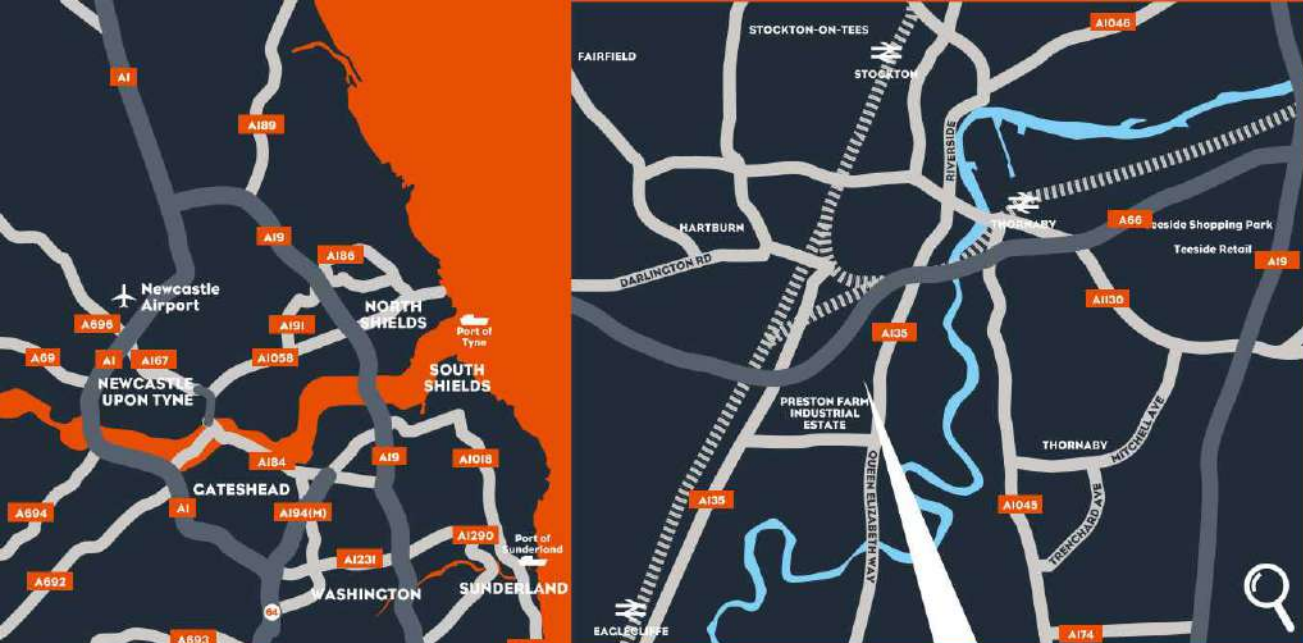 A1
A189
A19
A186
Newcastle
Airport
NORTH
SHIELDS
A696
A191
Port of
Tyne
A69
A1
A167
A1058
NEWCASTLE
UPON TYNE
SOUTH
SHIELDS
A184
A19
A1018
GATESHEAD
A1
A694
A194(M)
A1290
Port of
Sunderland
A1231
A692
WASHINGTON
SUNDERLAND
64
A693
STOCKTON-ON-TEES
A1046
FAIRFIELD
STOCKTON
RIVERSIDE
HARTBURN
THORNABY
A66
eeside Shopping Park
Teeside Retail
A19
DARLINGTON RD
A1130
A135
PRESTON FARM
INDUSTRIAL
ESTATE
THORNABY
MITCHELL AVE
QUEEN ELIZABETH WAY
A135
A1045
TRENCHARD AVE
EAGLECLIFFE
A174